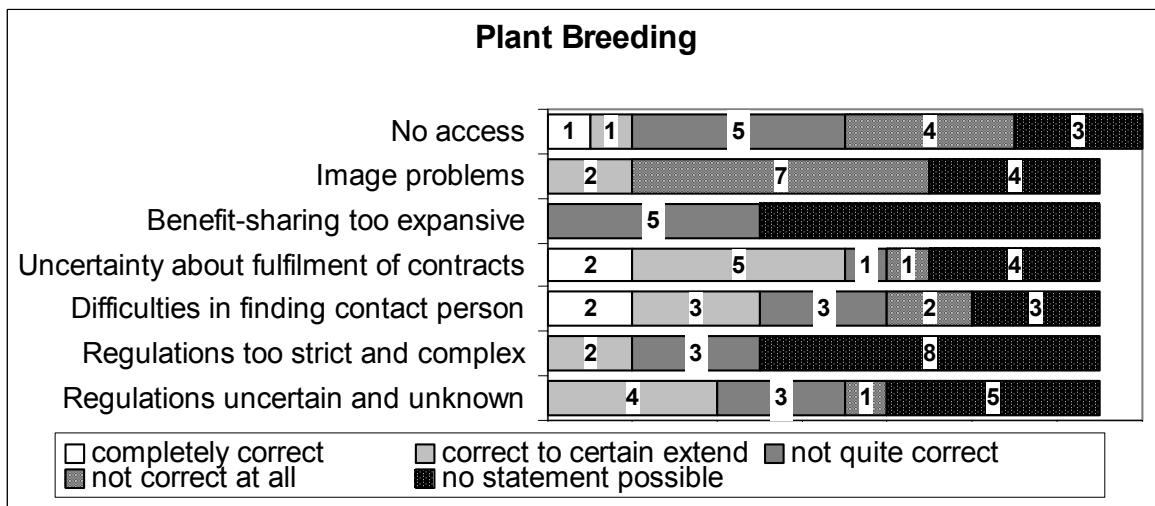 Plant Breeding
No access 1 1 5 4 3
Image problems 2 7 4
Benefit-sharing too expansive 5
Uncertainty about fulfilment of contracts 2 5 1 1 4
Difficulties in finding contact person 2 3 3 2 3
Regulations too strict and complex 2 3 8
Regulations uncertain and unknown 4 3 1 5
completely correct correct to certain extend not quite correct
not correct at all no statement possible